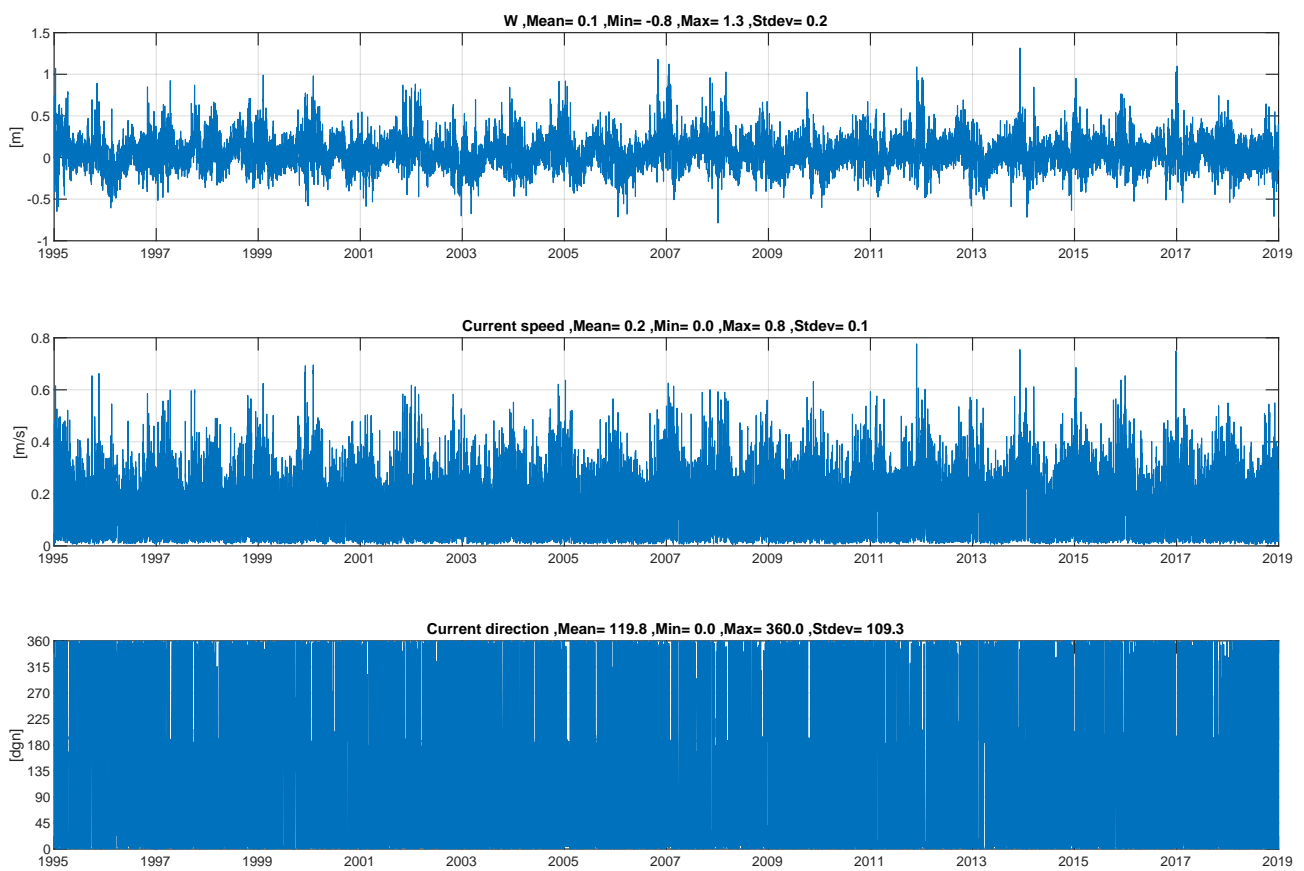 W ,Mean= 0.1 ,Min= -0.8 ,Max= 1.3 ,Stdev= 0.2
1.5
1
0.5
0
-0.5
-1
[m]
1995 1997 1999 2001 2003 2005 2007 2009 2011 2013 2015 2017 2019
Current speed ,Mean= 0.2 ,Min= 0.0 ,Max= 0.8 ,Stdev= 0.1
0.8
0.6
0.4
0.2
0
[m/s]
1995 1997 1999 2001 2003 2005 2007 2009 2011 2013 2015 2017 2019
Current direction ,Mean= 119.8 ,Min= 0.0 ,Max= 360.0 ,Stdev= 109.3
360
315
270
225
180
135
90
45
0
[dgn]
1995 1997 1999 2001 2003 2005 2007 2009 2011 2013 2015 2017 2019